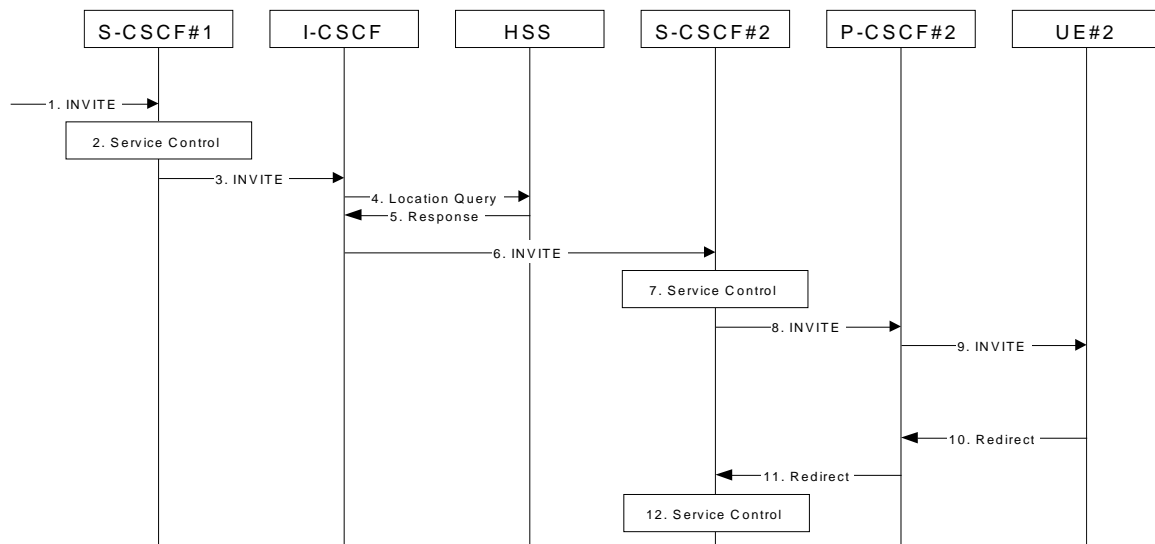 S-CSCF#1
I-CSCF
HSS
S-CSCF#2
P-CSCF#2
UE#2
1. INVITE
2. Service Control
3. INVITE
4. Location Query
5. Response
6. INVITE
7. Service Control
8. INVITE
9. INVITE
10. Redirect
11. Redirect
12. Service Control